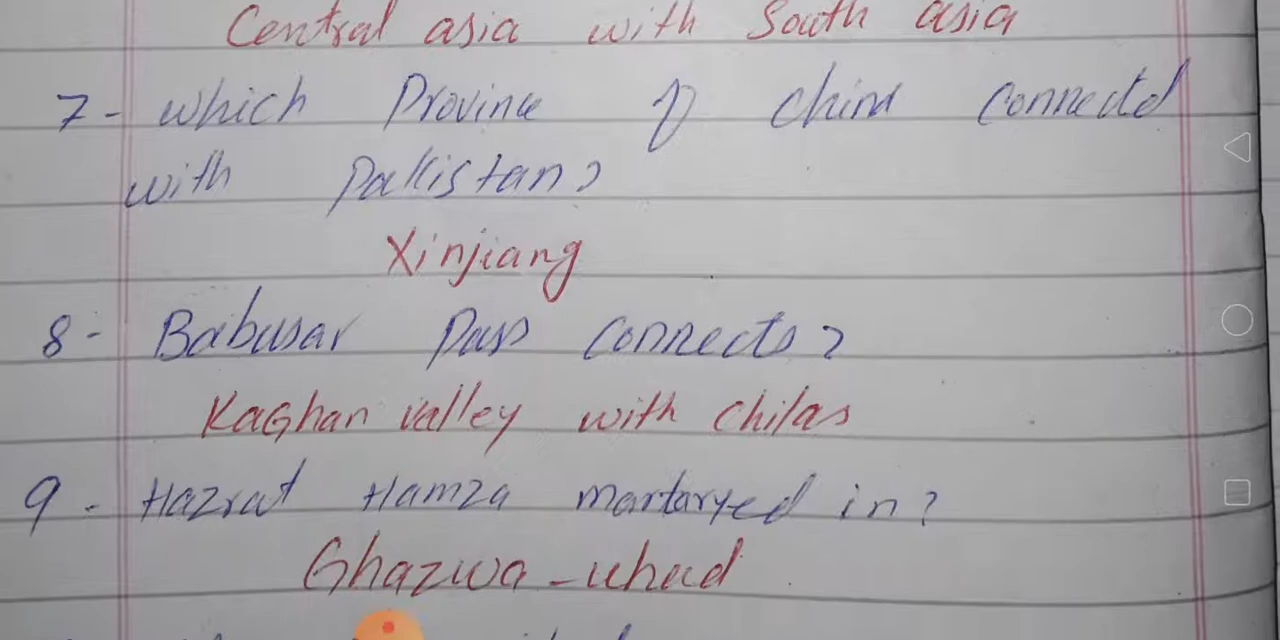 Central asia with South asia
7- which Province of china connected
with Pakistan?
Xinjiang
8- Babusar Pass connects?
Kaghan valley with chilas
9- Hazrat Hamza martaryed in?
Ghazwa-uhud